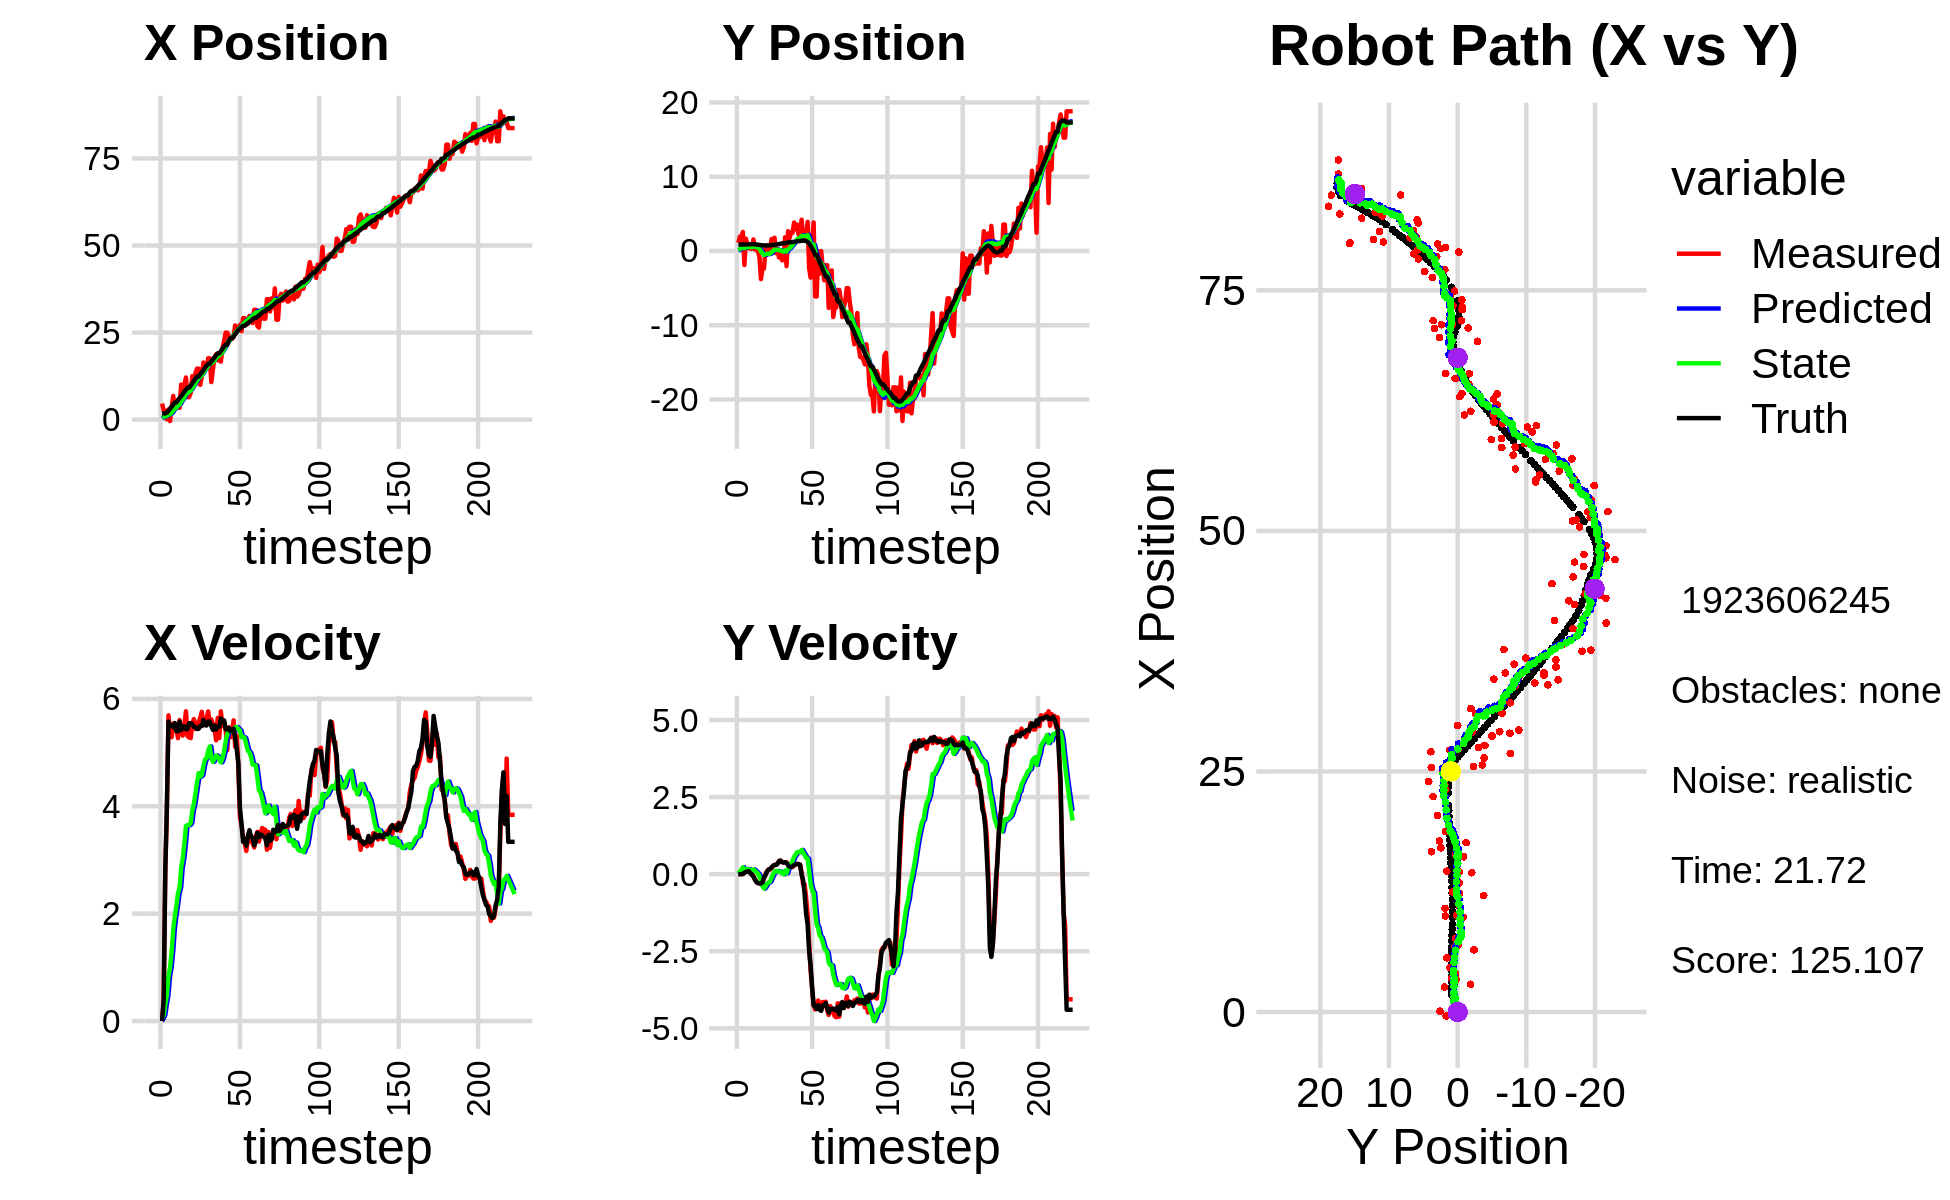 X Position
75
50
25
0
0 50 100 150 200
timestep
Y Position
20
10
0
-10
-20
0 50 100 150 200
timestep
X Velocity
6
4
2
0
0 50 100 150 200
timestep
Y Velocity
5.0
2.5
0.0
-2.5
-5.0
0 50 100 150 200
timestep
Robot Path (X vs Y)
X Position
75
50
25
0
20 10 0 -10 -20
Y Position
variable
Measured
Predicted
State
Truth
1923606245
Obstacles: none
Noise: realistic
Time: 21.72
Score: 125.107